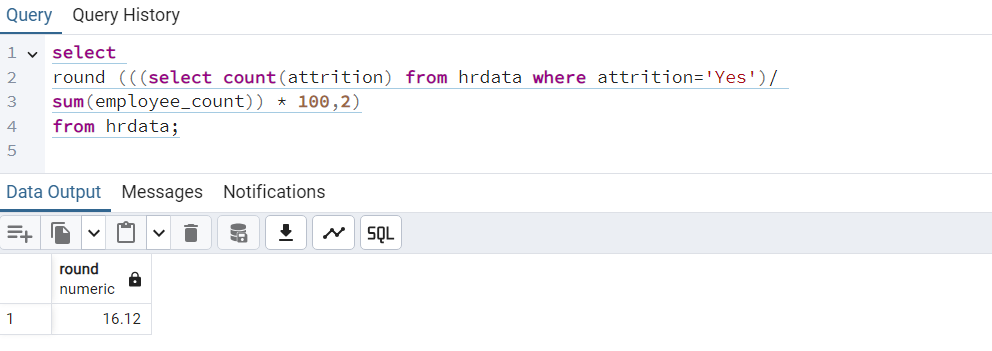 Query Query History
1 select
2 round (((select count(attrition) from hrdata where attrition='Yes')/
3 sum(employee_count)) * 100,2)
4 from hrdata;
5
Data Output Messages Notifications
SQL
round
numeric
1 16.12